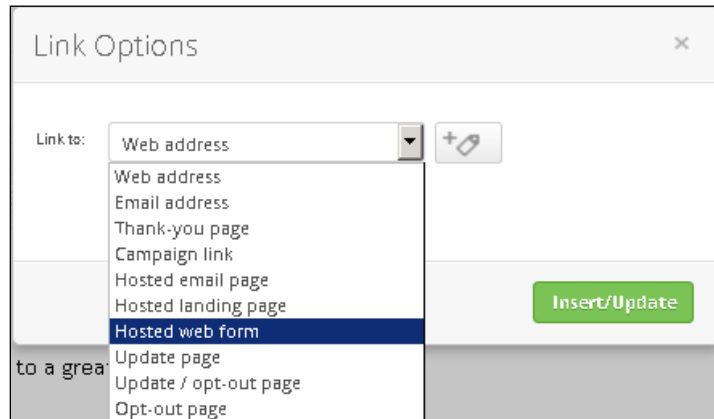 Link Options
×
Link to:
Web address
Web address
Email address
Thank-you page
Campaign link
Hosted email page
Hosted landing page
Hosted web form
Update page
Update / opt-out page
Opt-out page
Insert/Update
to a grea